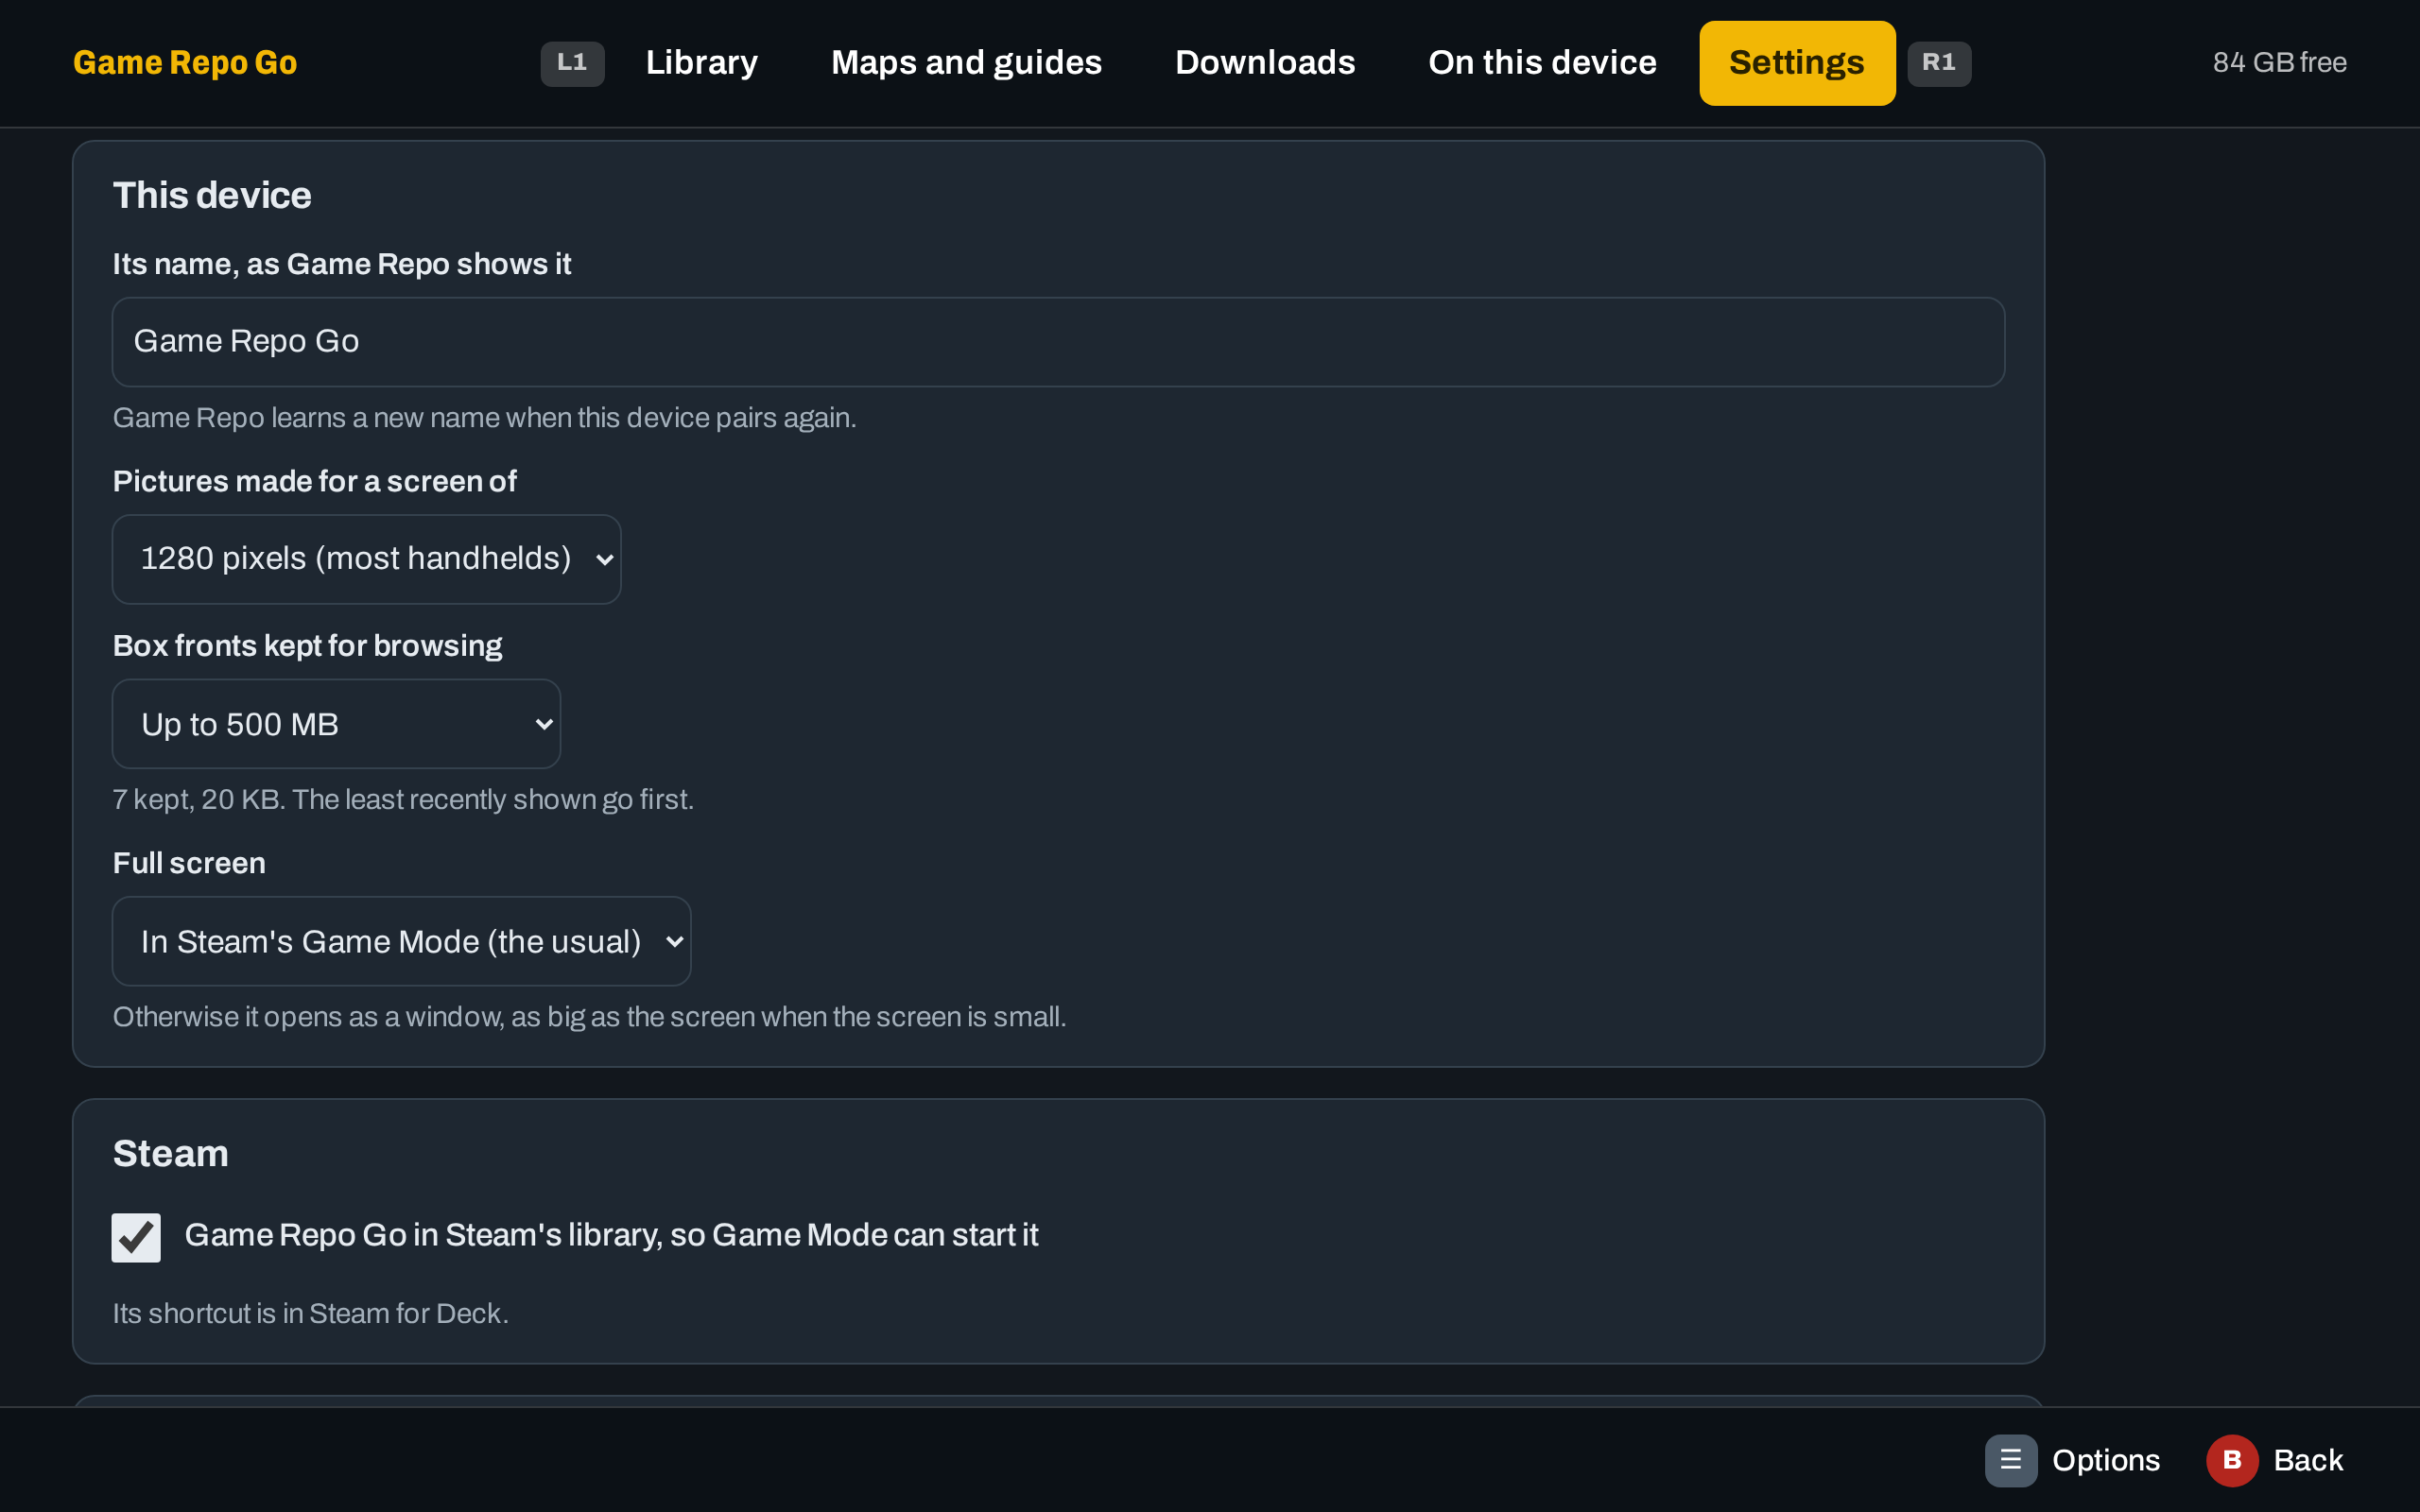 Game Repo Go
L1
Library
Maps and guides
Downloads
On this device
Settings
R1
84 GB free
This device
Its name, as Game Repo shows it
Game Repo Go
Game Repo learns a new name when this device pairs again.
Pictures made for a screen of
1280 pixels (most handhelds)
Box fronts kept for browsing
Up to 500 MB
7 kept, 20 KB. The least recently shown go first.
Full screen
In Steam's Game Mode (the usual)
Otherwise it opens as a window, as big as the screen when the screen is small.
Steam
Game Repo Go in Steam's library, so Game Mode can start it
Its shortcut is in Steam for Deck.
Options
B
Back